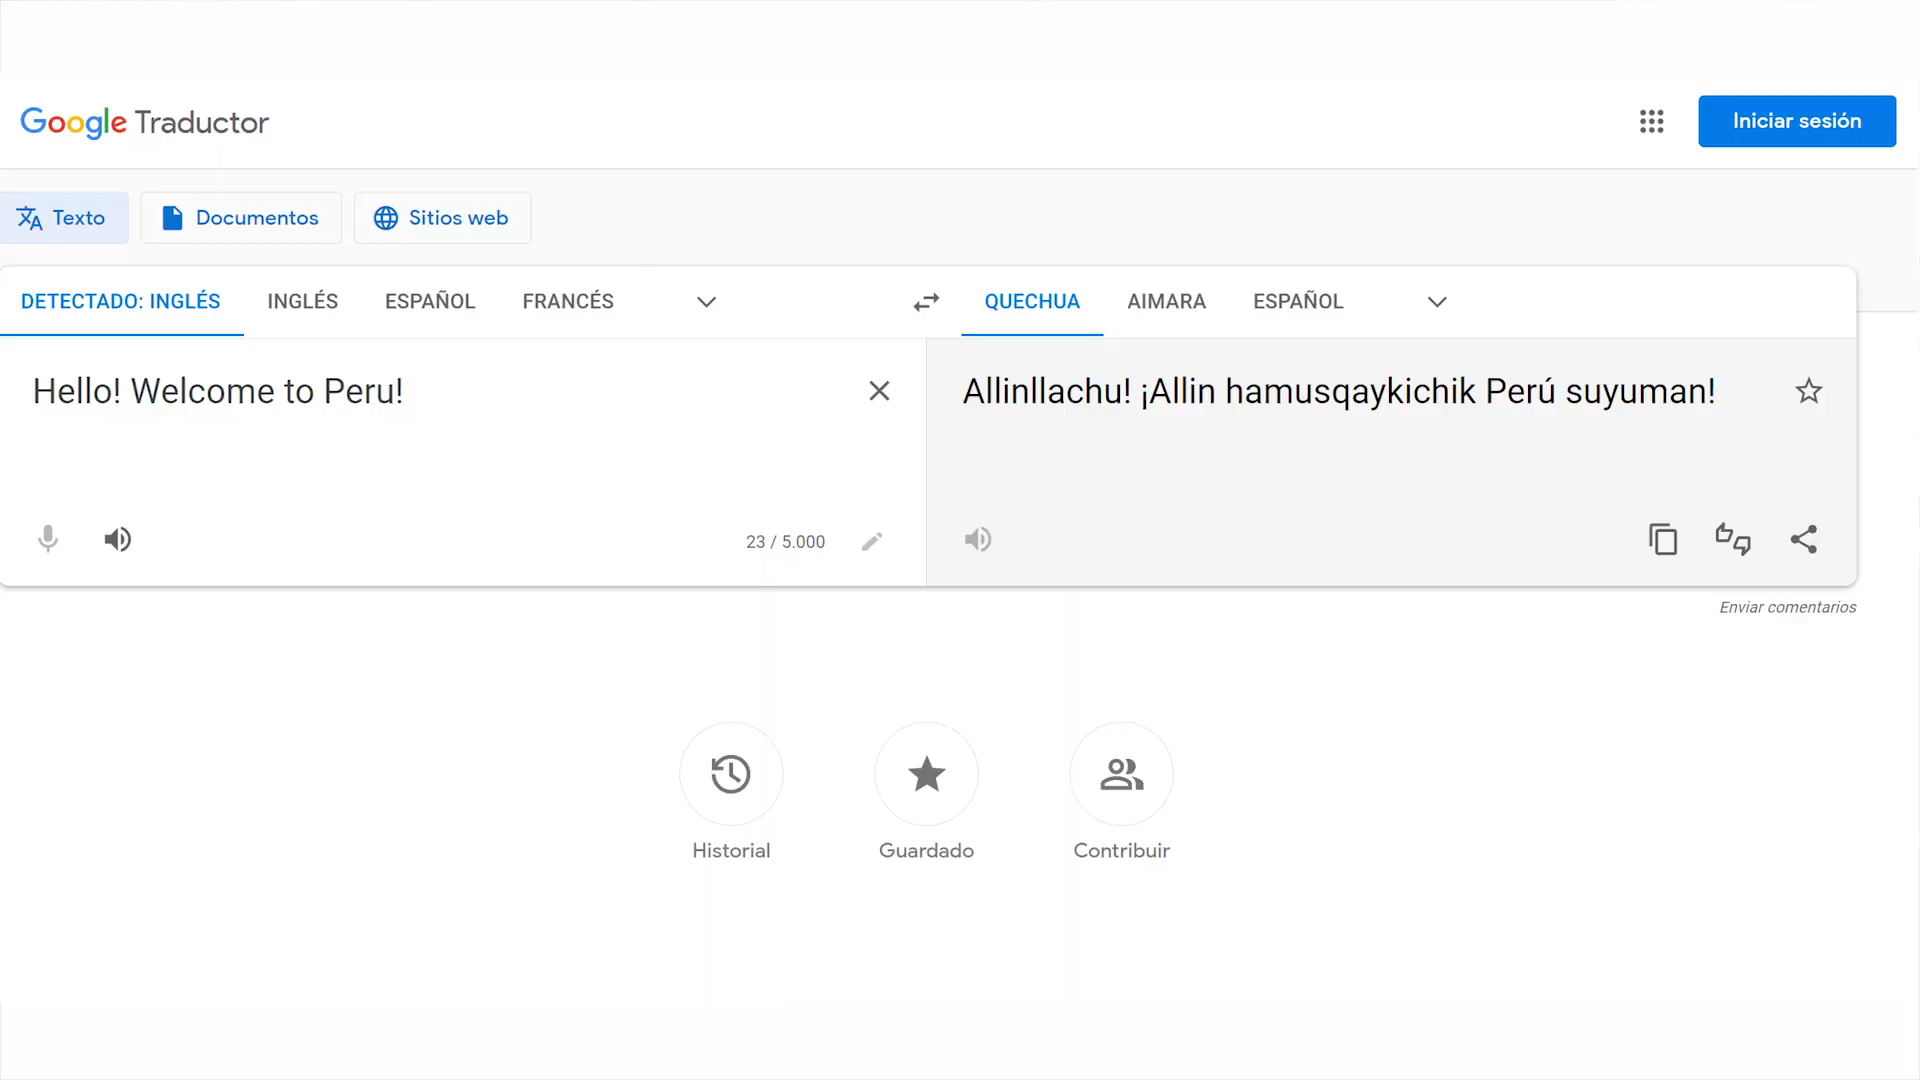 Google Traductor
Iniciar sesión
Texto
Documentos
Sitios web
DETECTADO: INGLÉS
INGLÉS
ESPAÑOL
FRANCÉS
QUECHUA
AIMARA
ESPAÑOL
Hello! Welcome to Peru!
Allinllachu! ¡Allin hamusqaykichik Perú suyuman!
23 / 5.000
Enviar comentarios
Historial
Guardado
Contribuir